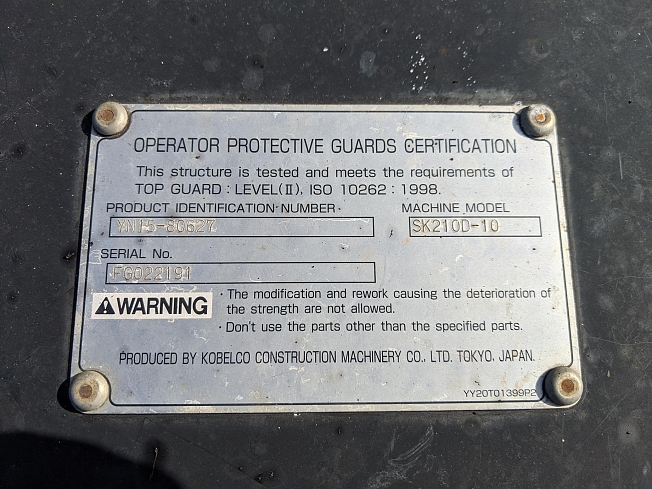 OPERATOR PROTECTIVE GUARDS CERTIFICATION
This structure is tested and meets the requirements of
TOP GUARD : LEVEL(II), ISO 10262 : 1998.
PRODUCT IDENTIFICATION NUMBER MACHINE MODEL
YN15-80627 SK210D-10
SERIAL No.
FG022191
WARNING
· The modification and rework causing the deterioration of
the strength are not allowed.
· Don't use the parts other than the specified parts.
PRODUCED BY KOBELCO CONSTRUCTION MACHINERY CO., LTD. TOKYO, JAPAN.
YY20T01399P2